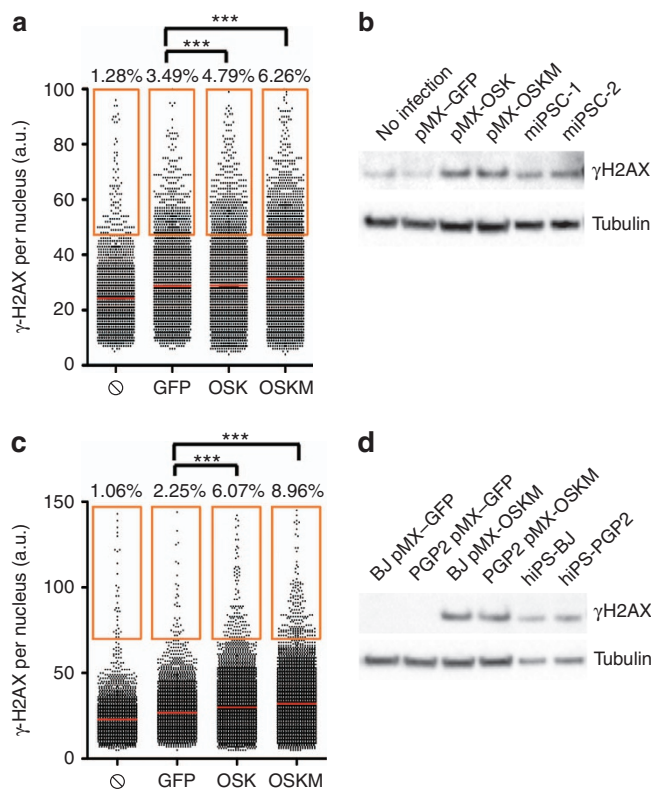 a
***
***
1.28% 3.49% 4.79% 6.26%
γ-H2AX per nucleus (a.u.)
100
80
60
40
20
0
GFP OSK OSKM
b
No infection
pMX–GFP
pMX-OSK
pMX-OSKM
miPSC-1
miPSC-2
γH2AX
Tubulin
c
***
***
1.06% 2.25% 6.07% 8.96%
γ-H2AX per nucleus (a.u.)
150
100
50
0
GFP OSK OSKM
d
BJ pMX–GFP
PGP2 pMX–GFP
BJ pMX-OSKM
PGP2 pMX-OSKM
hiPS-BJ
hiPS-PGP2
γH2AX
Tubulin